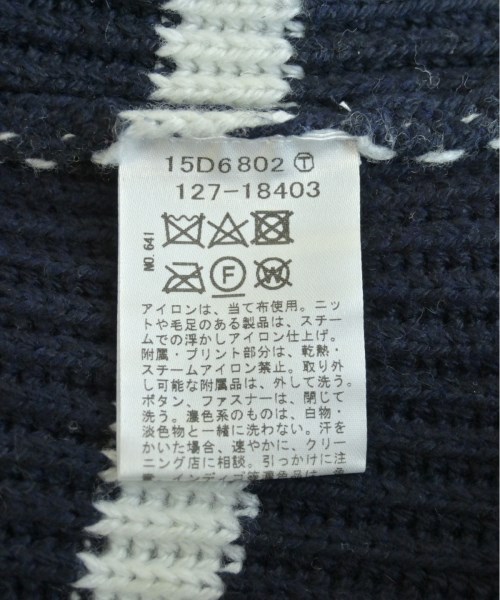 15D6802 Ⓣ
127-18403
NO.641
F
W
アイロンは、当て布使用。ニッ
トや毛足のある製品は、スチー
ムでの浮かしアイロン仕上げ。
附属・プリント部分は、乾熱・
スチームアイロン禁止。取り外
し可能な附属品は、外して洗う。
ボタン、ファスナーは、閉じて
洗う。濃色系のものは、白物・
淡色物と一緒に洗わない。汗を
かいた場合、速やかに、クリー
ニング店に相談。引っかけに注